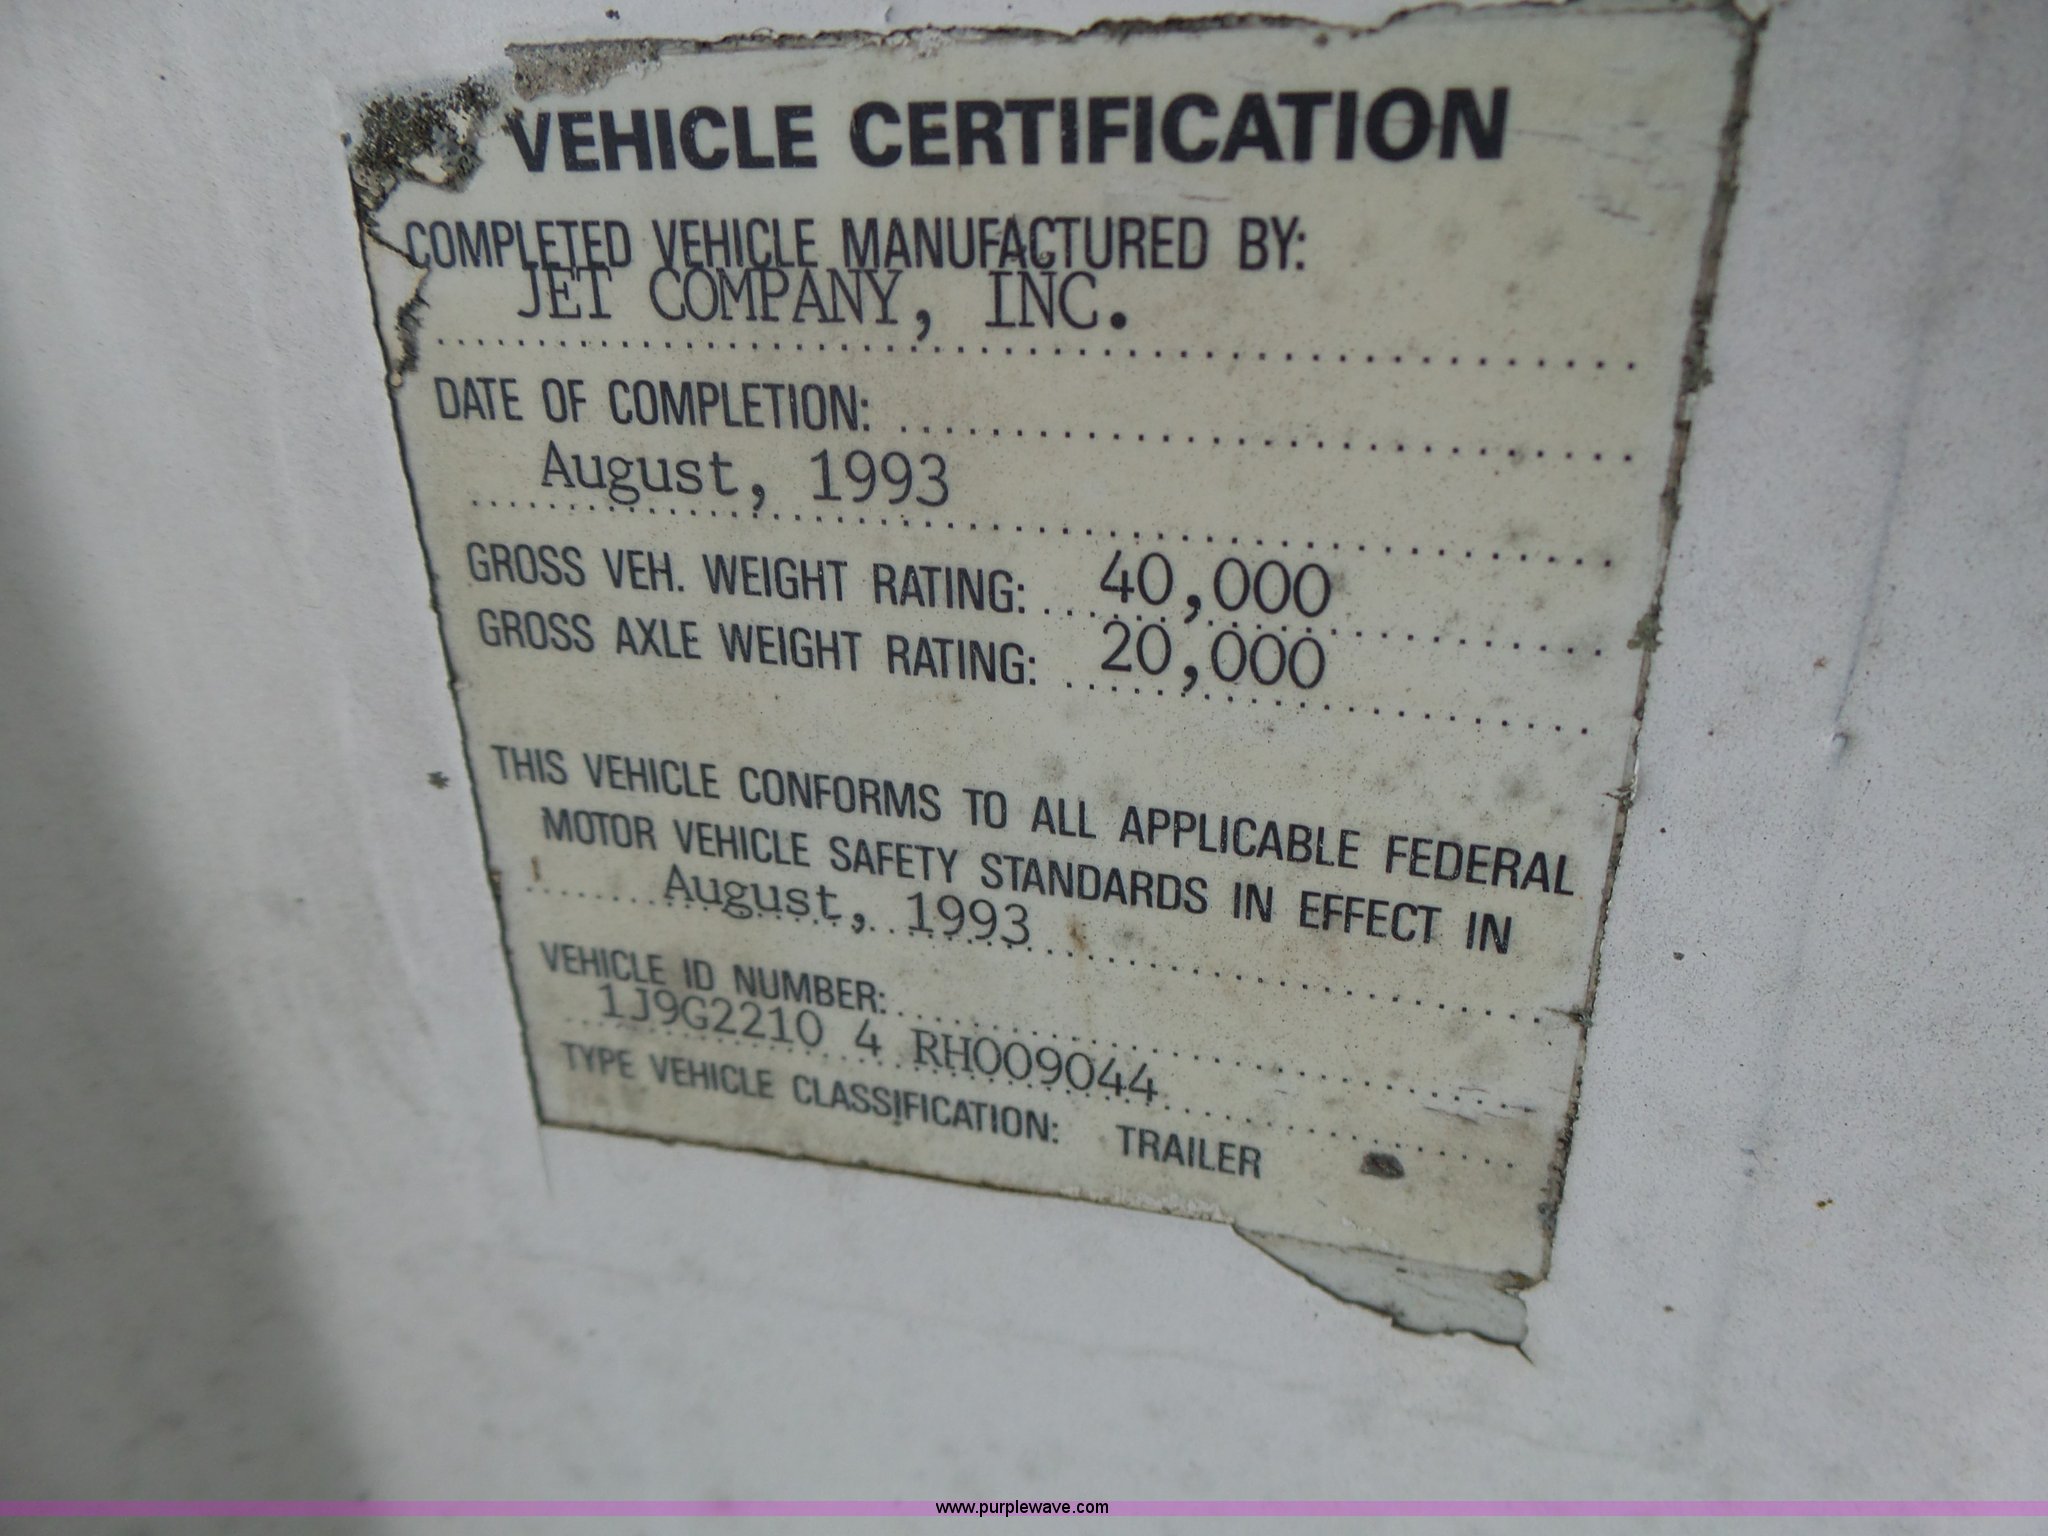 VEHICLE CERTIFICATION
COMPLETED VEHICLE MANUFACTURED BY:
JET COMPANY, INC.
DATE OF COMPLETION:
August, 1993
GROSS VEH. WEIGHT RATING: 40,000
GROSS AXLE WEIGHT RATING: 20,000
THIS VEHICLE CONFORMS TO ALL APPLICABLE FEDERAL
MOTOR VEHICLE SAFETY STANDARDS IN EFFECT IN
August, 1993
VEHICLE ID NUMBER:
1J9G2210 4 RH009044
TYPE VEHICLE CLASSIFICATION: TRAILER
www.purplewave.com